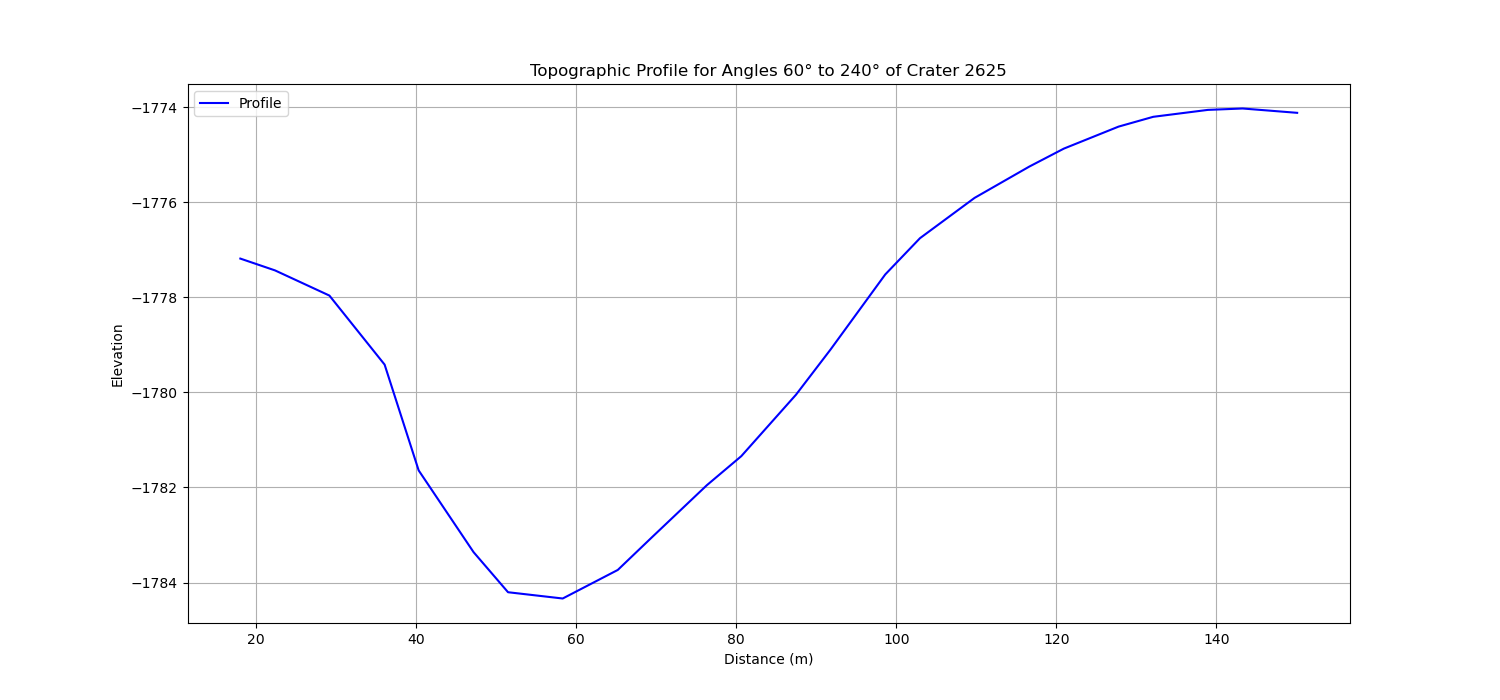 Topographic Profile for Angles 60° to 240° of Crater 2625
Profile
−1774
−1776
−1778
−1780
−1782
−1784
Elevation
20 40 60 80 100 120 140
Distance (m)